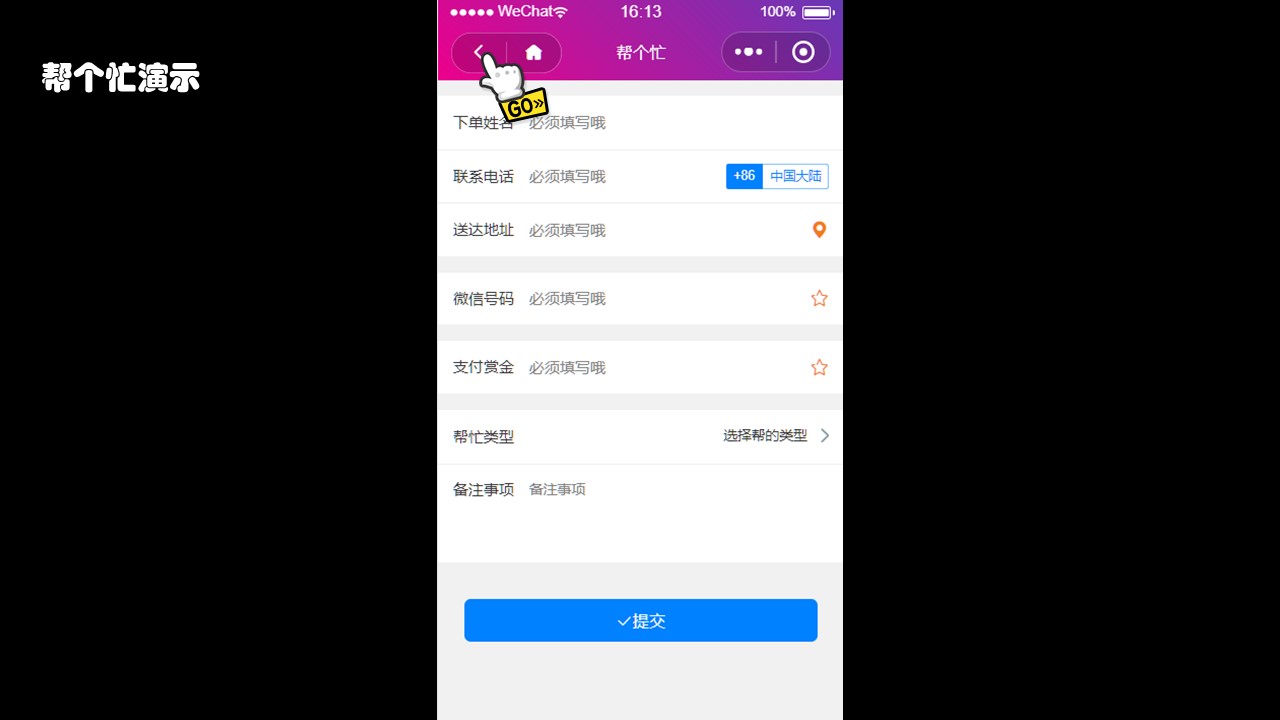 ●●●●● WeChat 16:13 100%
帮个忙
帮个忙演示
GO»
下单姓名 必须填写哦
联系电话 必须填写哦 +86 中国大陆
送达地址 必须填写哦
微信号码 必须填写哦
支付赏金 必须填写哦
帮忙类型 选择帮的类型
备注事项 备注事项
✓提交